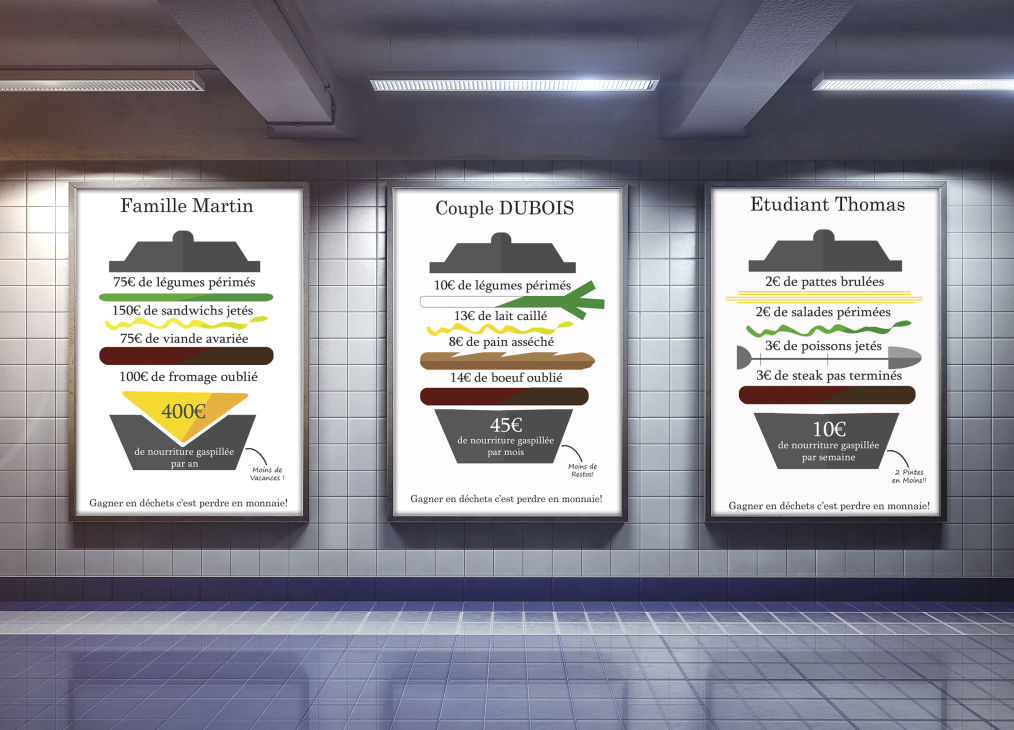 Famille Martin
75€ de légumes périmés
150€ de sandwichs jetés
75€ de viande avariée
100€ de fromage oublié
400€
de nourriture gaspillée
par an
Moins de
Vacances !
Gagner en déchets c'est perdre en monnaie!
Couple DUBOIS
10€ de légumes périmés
13€ de lait caillé
8€ de pain asséché
14€ de boeuf oublié
45€
de nourriture gaspillée
par mois
Moins de
Restos!
Gagner en déchets c'est perdre en monnaie!
Etudiant Thomas
2€ de pattes brulées
2€ de salades périmées
3€ de poissons jetés
3€ de steak pas terminés
10€
de nourriture gaspillée
par semaine
2 Pintes
en Moins!!
Gagner en déchets c'est perdre en monnaie!